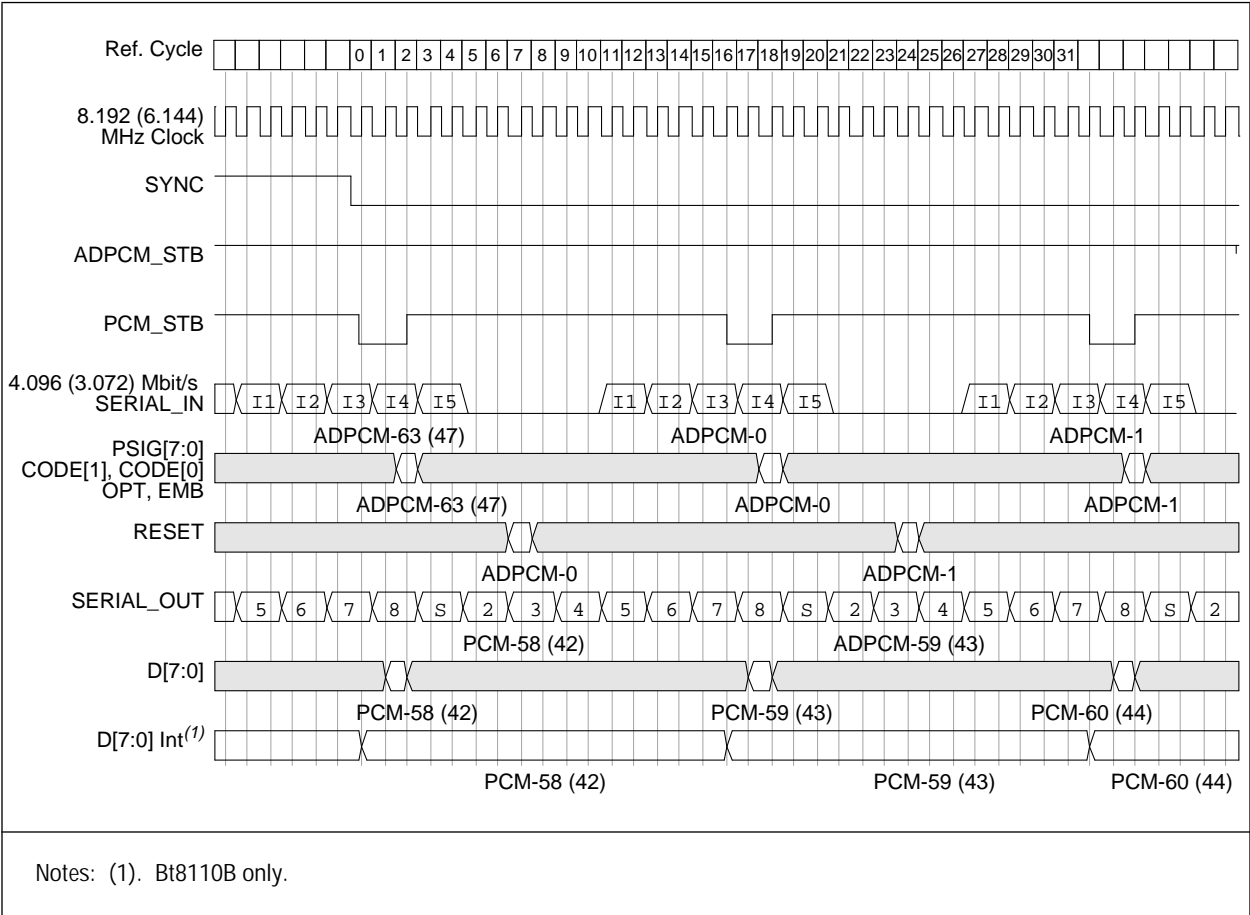 Ref. Cycle 0 1 2 3 4 5 6 7 8 9 10 11 12 13 14 15 16 17 18 19 20 21 22 23 24 25 26 27 28 29 30 31
8.192 (6.144)
MHz Clock
SYNC
ADPCM_STB
PCM_STB
4.096 (3.072) Mbit/s
SERIAL_IN I1 I2 I3 I4 I5 I1 I2 I3 I4 I5 I1 I2 I3 I4 I5
ADPCM-63 (47) ADPCM-0 ADPCM-1
PSIG[7:0]
CODE[1], CODE[0]
OPT, EMB
ADPCM-63 (47) ADPCM-0 ADPCM-1
RESET
ADPCM-0 ADPCM-1
SERIAL_OUT 5 6 7 8 S 2 3 4 5 6 7 8 S 2 3 4 5 6 7 8 S 2
PCM-58 (42) ADPCM-59 (43)
D[7:0]
PCM-58 (42) PCM-59 (43) PCM-60 (44)
D[7:0] Int(1)
PCM-58 (42) PCM-59 (43) PCM-60 (44)
Notes: (1). Bt8110B only.